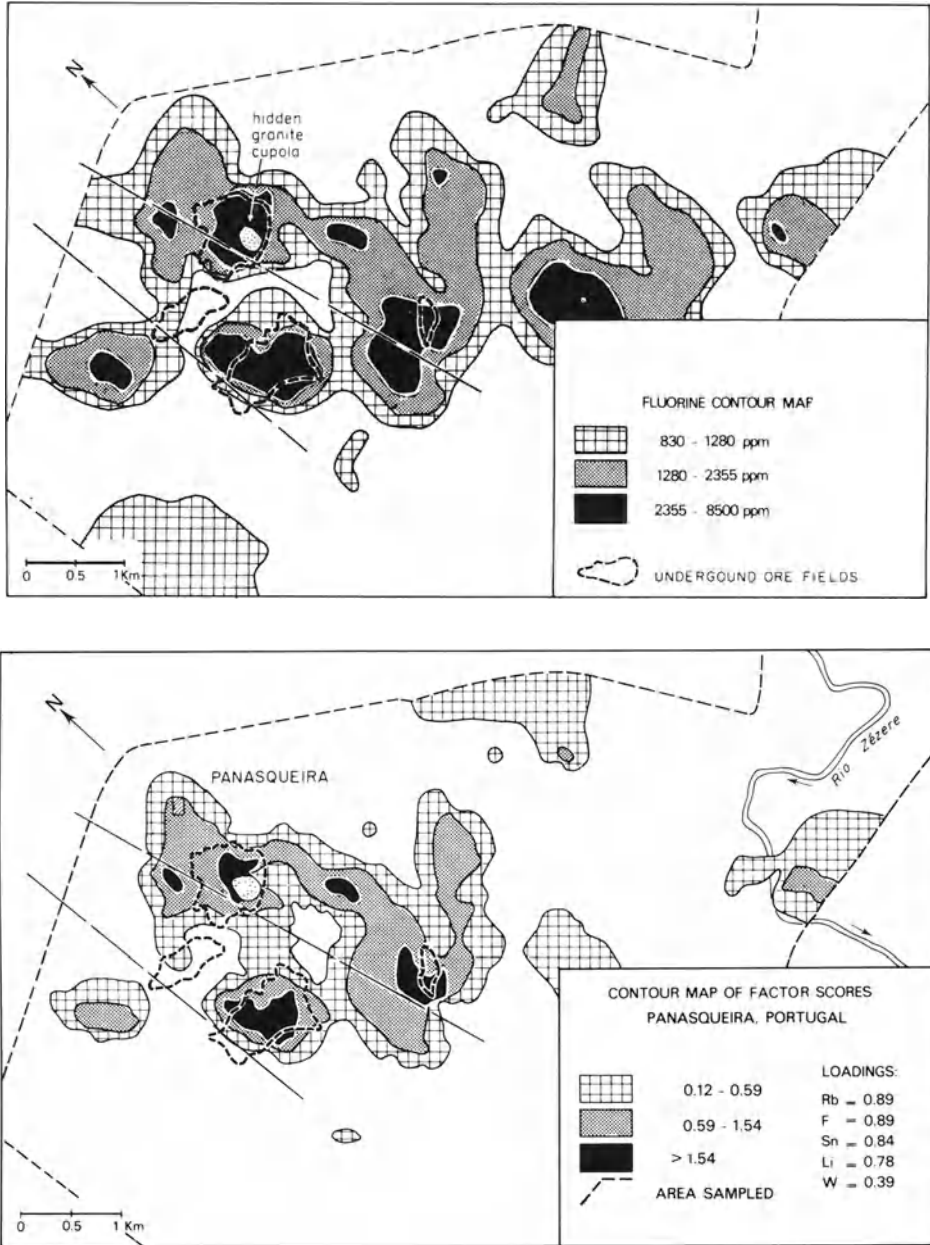 N
hidden
granite
cupola
FLUORINE CONTOUR MAP
830 - 1280 ppm
1280 - 2355 ppm
2355 - 8500 ppm
UNDERGOUND ORE FIELDS
0 0.5 1Km
N
PANASQUEIRA
Rio Zézere
CONTOUR MAP OF FACTOR SCORES
PANASQUEIRA, PORTUGAL
LOADINGS:
0.12 - 0.59
Rb = 0.89
0.59 - 1.54
F = 0.89
Sn = 0.84
> 1.54
Li = 0.78
W = 0.39
AREA SAMPLED
0 0.5 1 Km